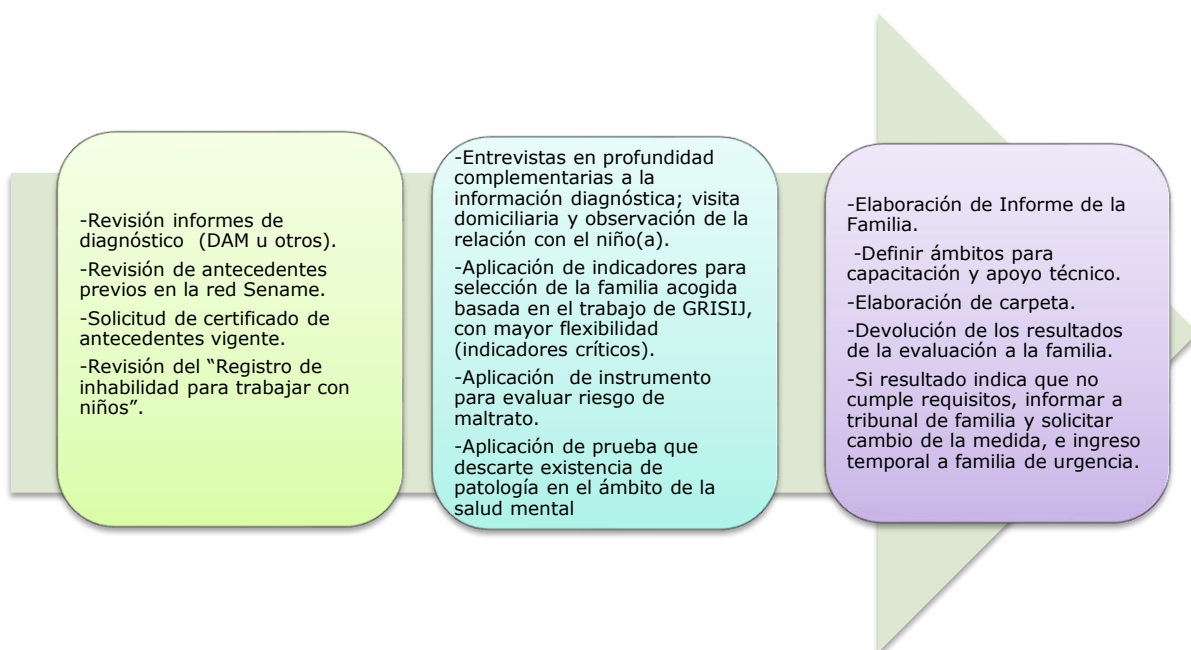 -Revisión informes de
diagnóstico  (DAM u otros).
-Revisión de antecedentes
previos en la red Sename.
-Solicitud de certificado de
antecedentes vigente.
-Revisión del “Registro de
inhabilidad para trabajar con
niños”.
-Entrevistas en profundidad
complementarias a la
información diagnóstica; visita
domiciliaria y observación de la
relación con el niño(a).
-Aplicación de indicadores para
selección de la familia acogida
basada en el trabajo de GRISIJ,
con mayor flexibilidad
(indicadores críticos).
-Aplicación  de instrumento
para evaluar riesgo de
maltrato.
-Aplicación de prueba que
descarte existencia de
patología en el ámbito de la
salud mental
-Elaboración de Informe de la
Familia.
-Definir ámbitos para
capacitación y apoyo técnico.
-Elaboración de carpeta.
-Devolución de los resultados
de la evaluación a la familia.
-Si resultado indica que no
cumple requisitos, informar a
tribunal de familia y solicitar
cambio de la medida, e ingreso
temporal a familia de urgencia.